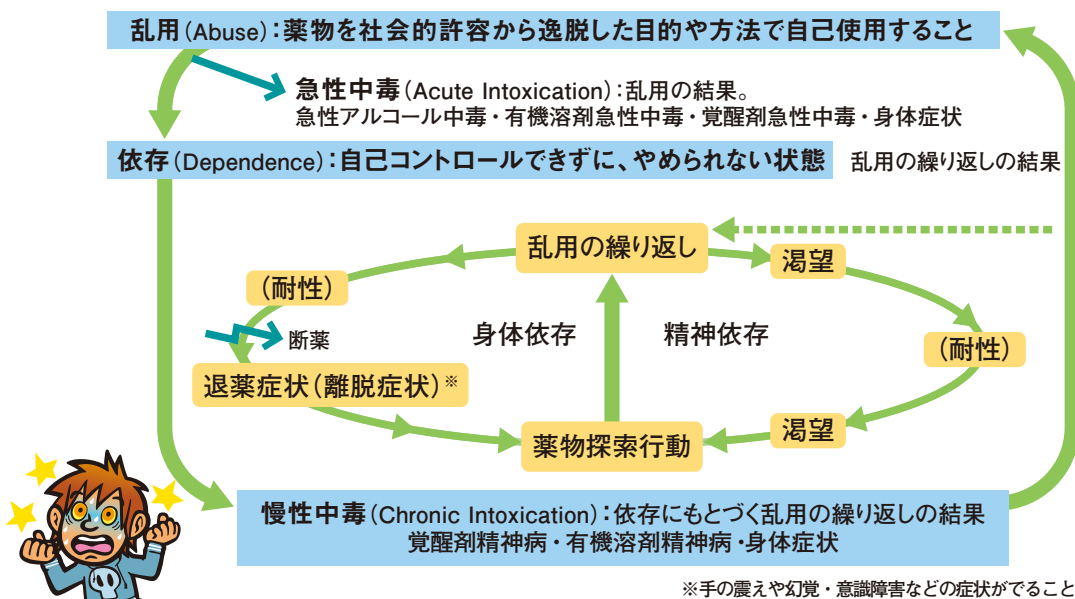 乱用(Abuse):薬物を社会的許容から逸脱した目的や方法で自己使用すること
急性中毒(Acute Intoxication):乱用の結果。
急性アルコール中毒・有機溶剤急性中毒・覚醒剤急性中毒・身体症状
依存(Dependence):自己コントロールできずに、やめられない状態
乱用の繰り返しの結果
乱用の繰り返し
渇望
(耐性)
断薬
身体依存
精神依存
(耐性)
退薬症状(離脱症状)※
渇望
薬物探索行動
慢性中毒(Chronic Intoxication):依存にもとづく乱用の繰り返しの結果
覚醒剤精神病・有機溶剤精神病・身体症状
※手の震えや幻覚・意識障害などの症状がでること